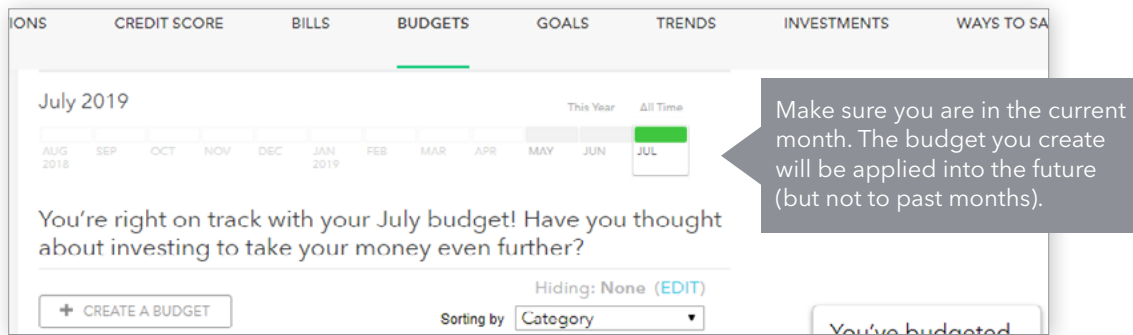 IONS CREDIT SCORE BILLS BUDGETS GOALS TRENDS INVESTMENTS WAYS TO SA
July 2019
This Year All Time
AUG 2018 SEP OCT NOV DEC JAN 2019 FEB MAR APR MAY JUN JUL
Make sure you are in the current
month. The budget you create
will be applied into the future
(but not to past months).
You're right on track with your July budget! Have you thought
about investing to take your money even further?
Hiding: None (EDIT)
+ CREATE A BUDGET
Sorting by Category
You've budgeted